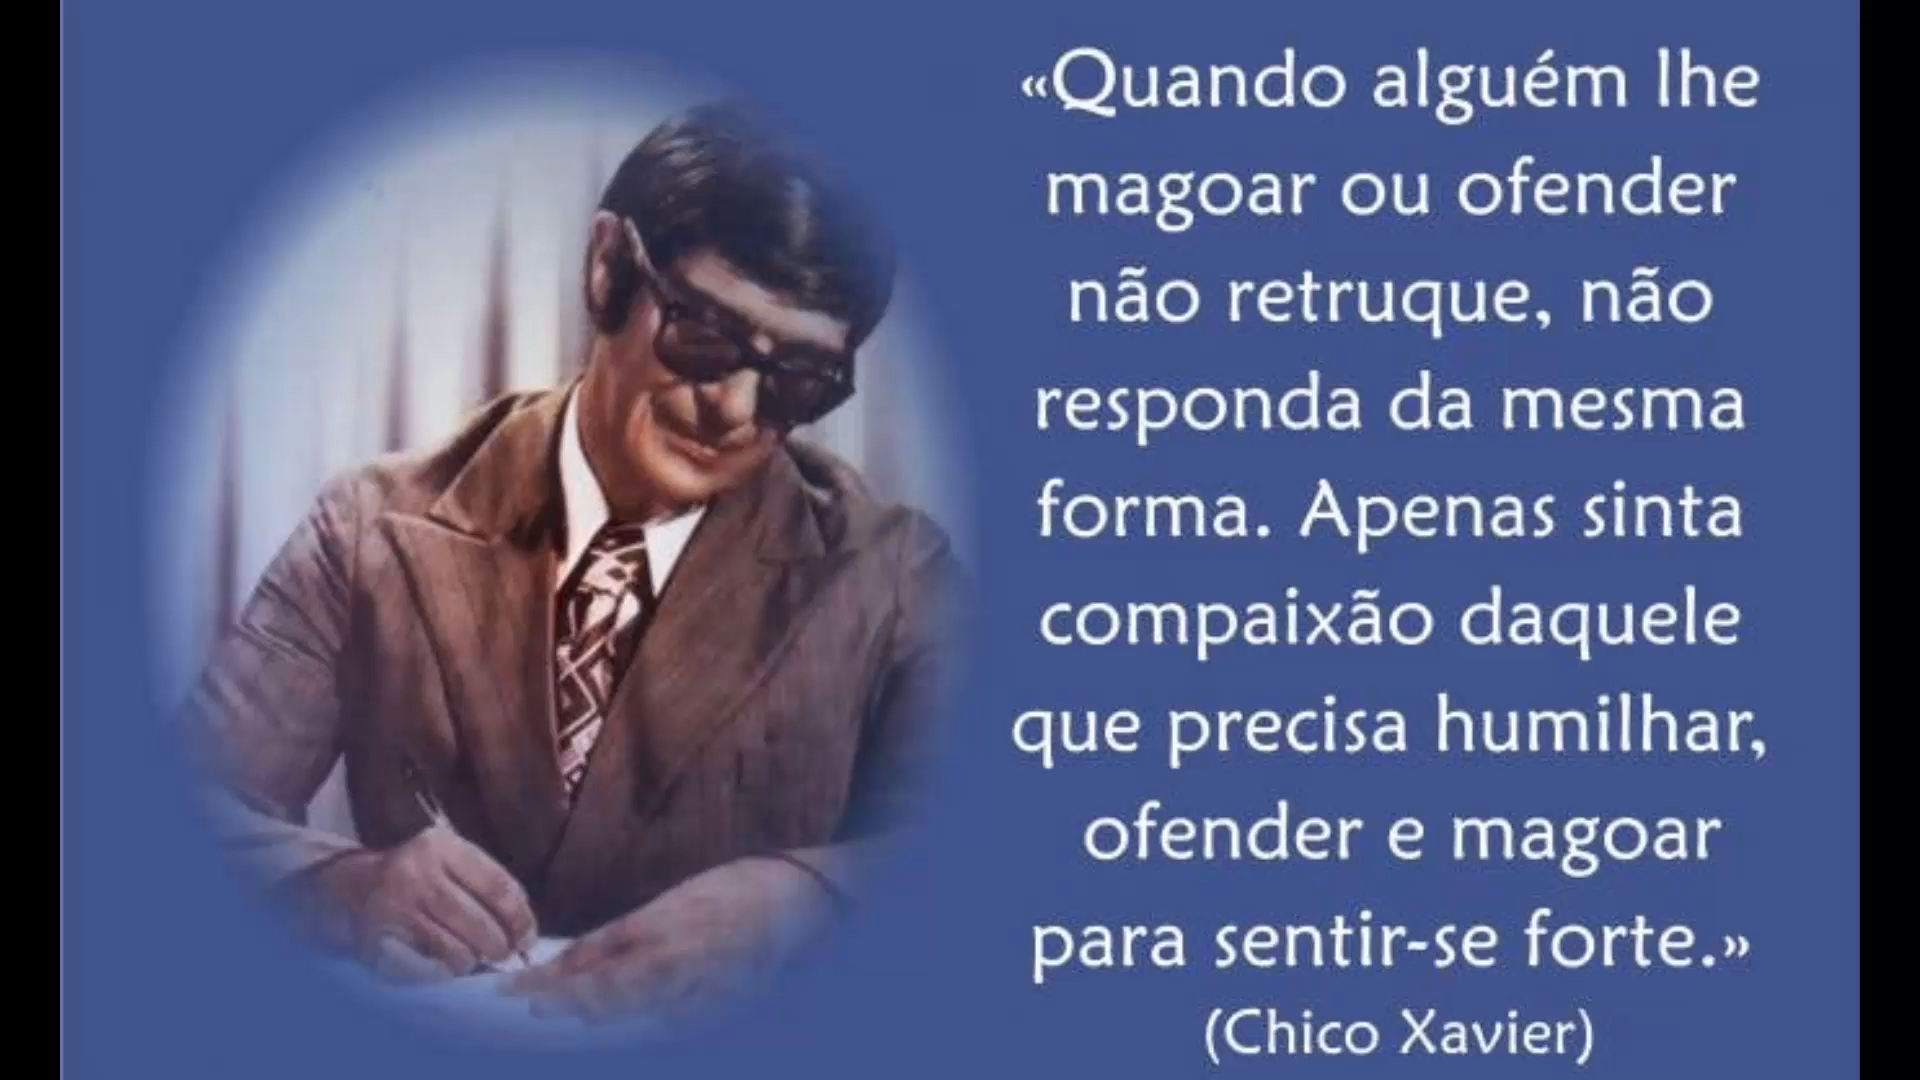 «Quando alguém lhe
magoar ou ofender
não retruque, não
responda da mesma
forma. Apenas sinta
compaixão daquele
que precisa humilhar,
ofender e magoar
para sentir-se forte.»
(Chico Xavier)